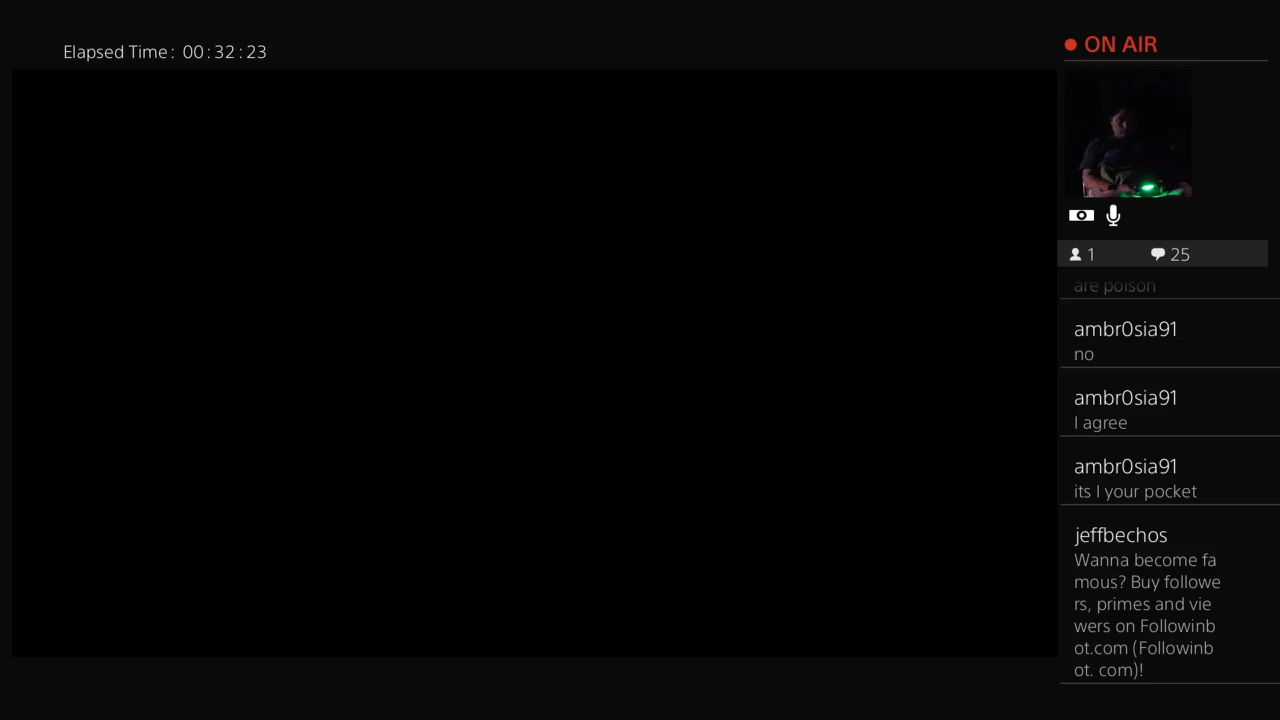 Elapsed Time: 00:32:23
ON AIR
1 25
are poison
ambr0sia91
no
ambr0sia91
I agree
ambr0sia91
its I your pocket
jeffbechos
Wanna become fa
mous? Buy followe
rs, primes and vie
wers on Followinb
ot.com (Followinb
ot. com)!